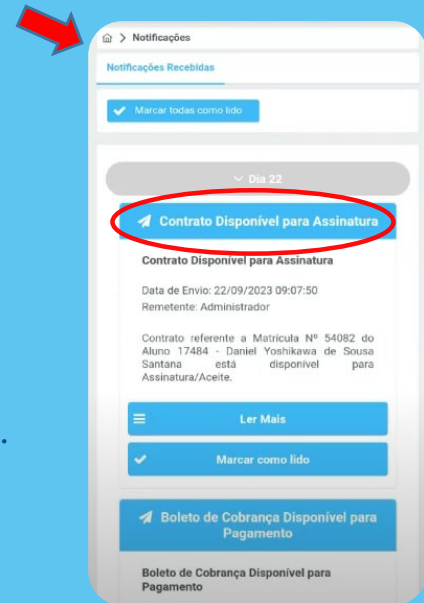 > Notificações
Notificações Recebidas
Marcar todas como lido
Dia 22
Contrato Disponível para Assinatura
Contrato Disponível para Assinatura
Data de Envio: 22/09/2023 09:07:50
Remetente: Administrador
Contrato referente a Matrícula Nº 54082 do
Aluno 17484 - Daniel Yoshikawa de Sousa
Santana está disponível para
Assinatura/Aceite.
Ler Mais
Marcar como lido
.
Boleto de Cobrança Disponível para
Pagamento
Boleto de Cobrança Disponível para
Pagamento